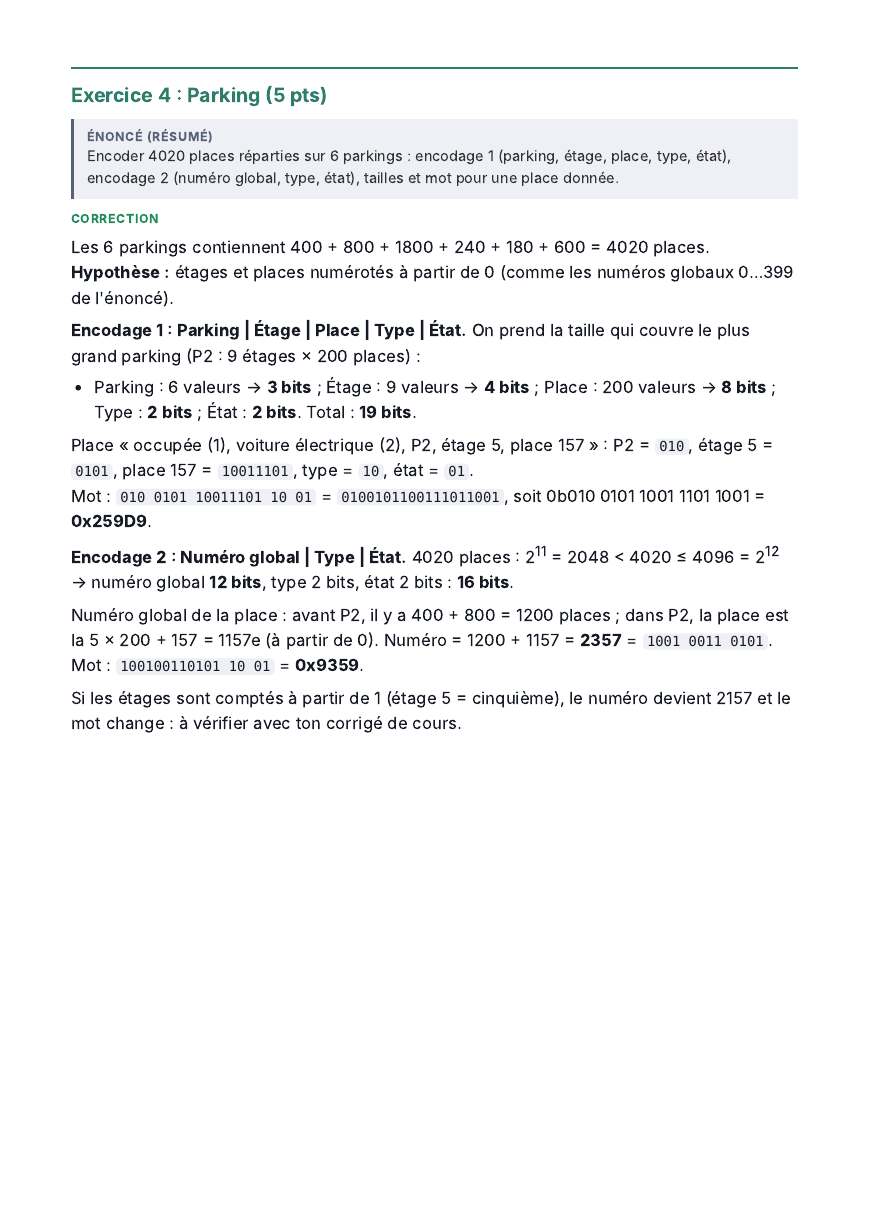 Exercice 4 : Parking (5 pts)
ÉNONCÉ (RÉSUMÉ)
Encoder 4020 places réparties sur 6 parkings : encodage 1 (parking, étage, place, type, état),
encodage 2 (numéro global, type, état), tailles et mot pour une place donnée.
CORRECTION
Les 6 parkings contiennent 400 + 800 + 1800 + 240 + 180 + 600 = 4020 places.
Hypothèse : étages et places numérotés à partir de 0 (comme les numéros globaux 0…399
de l'énoncé).
Encodage 1 : Parking | Étage | Place | Type | État. On prend la taille qui couvre le plus
grand parking (P2 : 9 étages × 200 places) :
• Parking : 6 valeurs → 3 bits ; Étage : 9 valeurs → 4 bits ; Place : 200 valeurs → 8 bits ;
Type : 2 bits ; État : 2 bits. Total : 19 bits.
Place « occupée (1), voiture électrique (2), P2, étage 5, place 157 » : P2 = 010, étage 5 =
0101, place 157 = 10011101, type = 10, état = 01.
Mot : 010 0101 10011101 10 01 = 0100101100111011001, soit 0b010 0101 1001 1101 1001 =
0x259D9.
Encodage 2 : Numéro global | Type | État. 4020 places : 2¹¹ = 2048 < 4020 ≤ 4096 = 2¹²
→ numéro global 12 bits, type 2 bits, état 2 bits : 16 bits.
Numéro global de la place : avant P2, il y a 400 + 800 = 1200 places ; dans P2, la place est
la 5 × 200 + 157 = 1157e (à partir de 0). Numéro = 1200 + 1157 = 2357 = 1001 0011 0101.
Mot : 100100110101 10 01 = 0x9359.
Si les étages sont comptés à partir de 1 (étage 5 = cinquième), le numéro devient 2157 et le
mot change : à vérifier avec ton corrigé de cours.